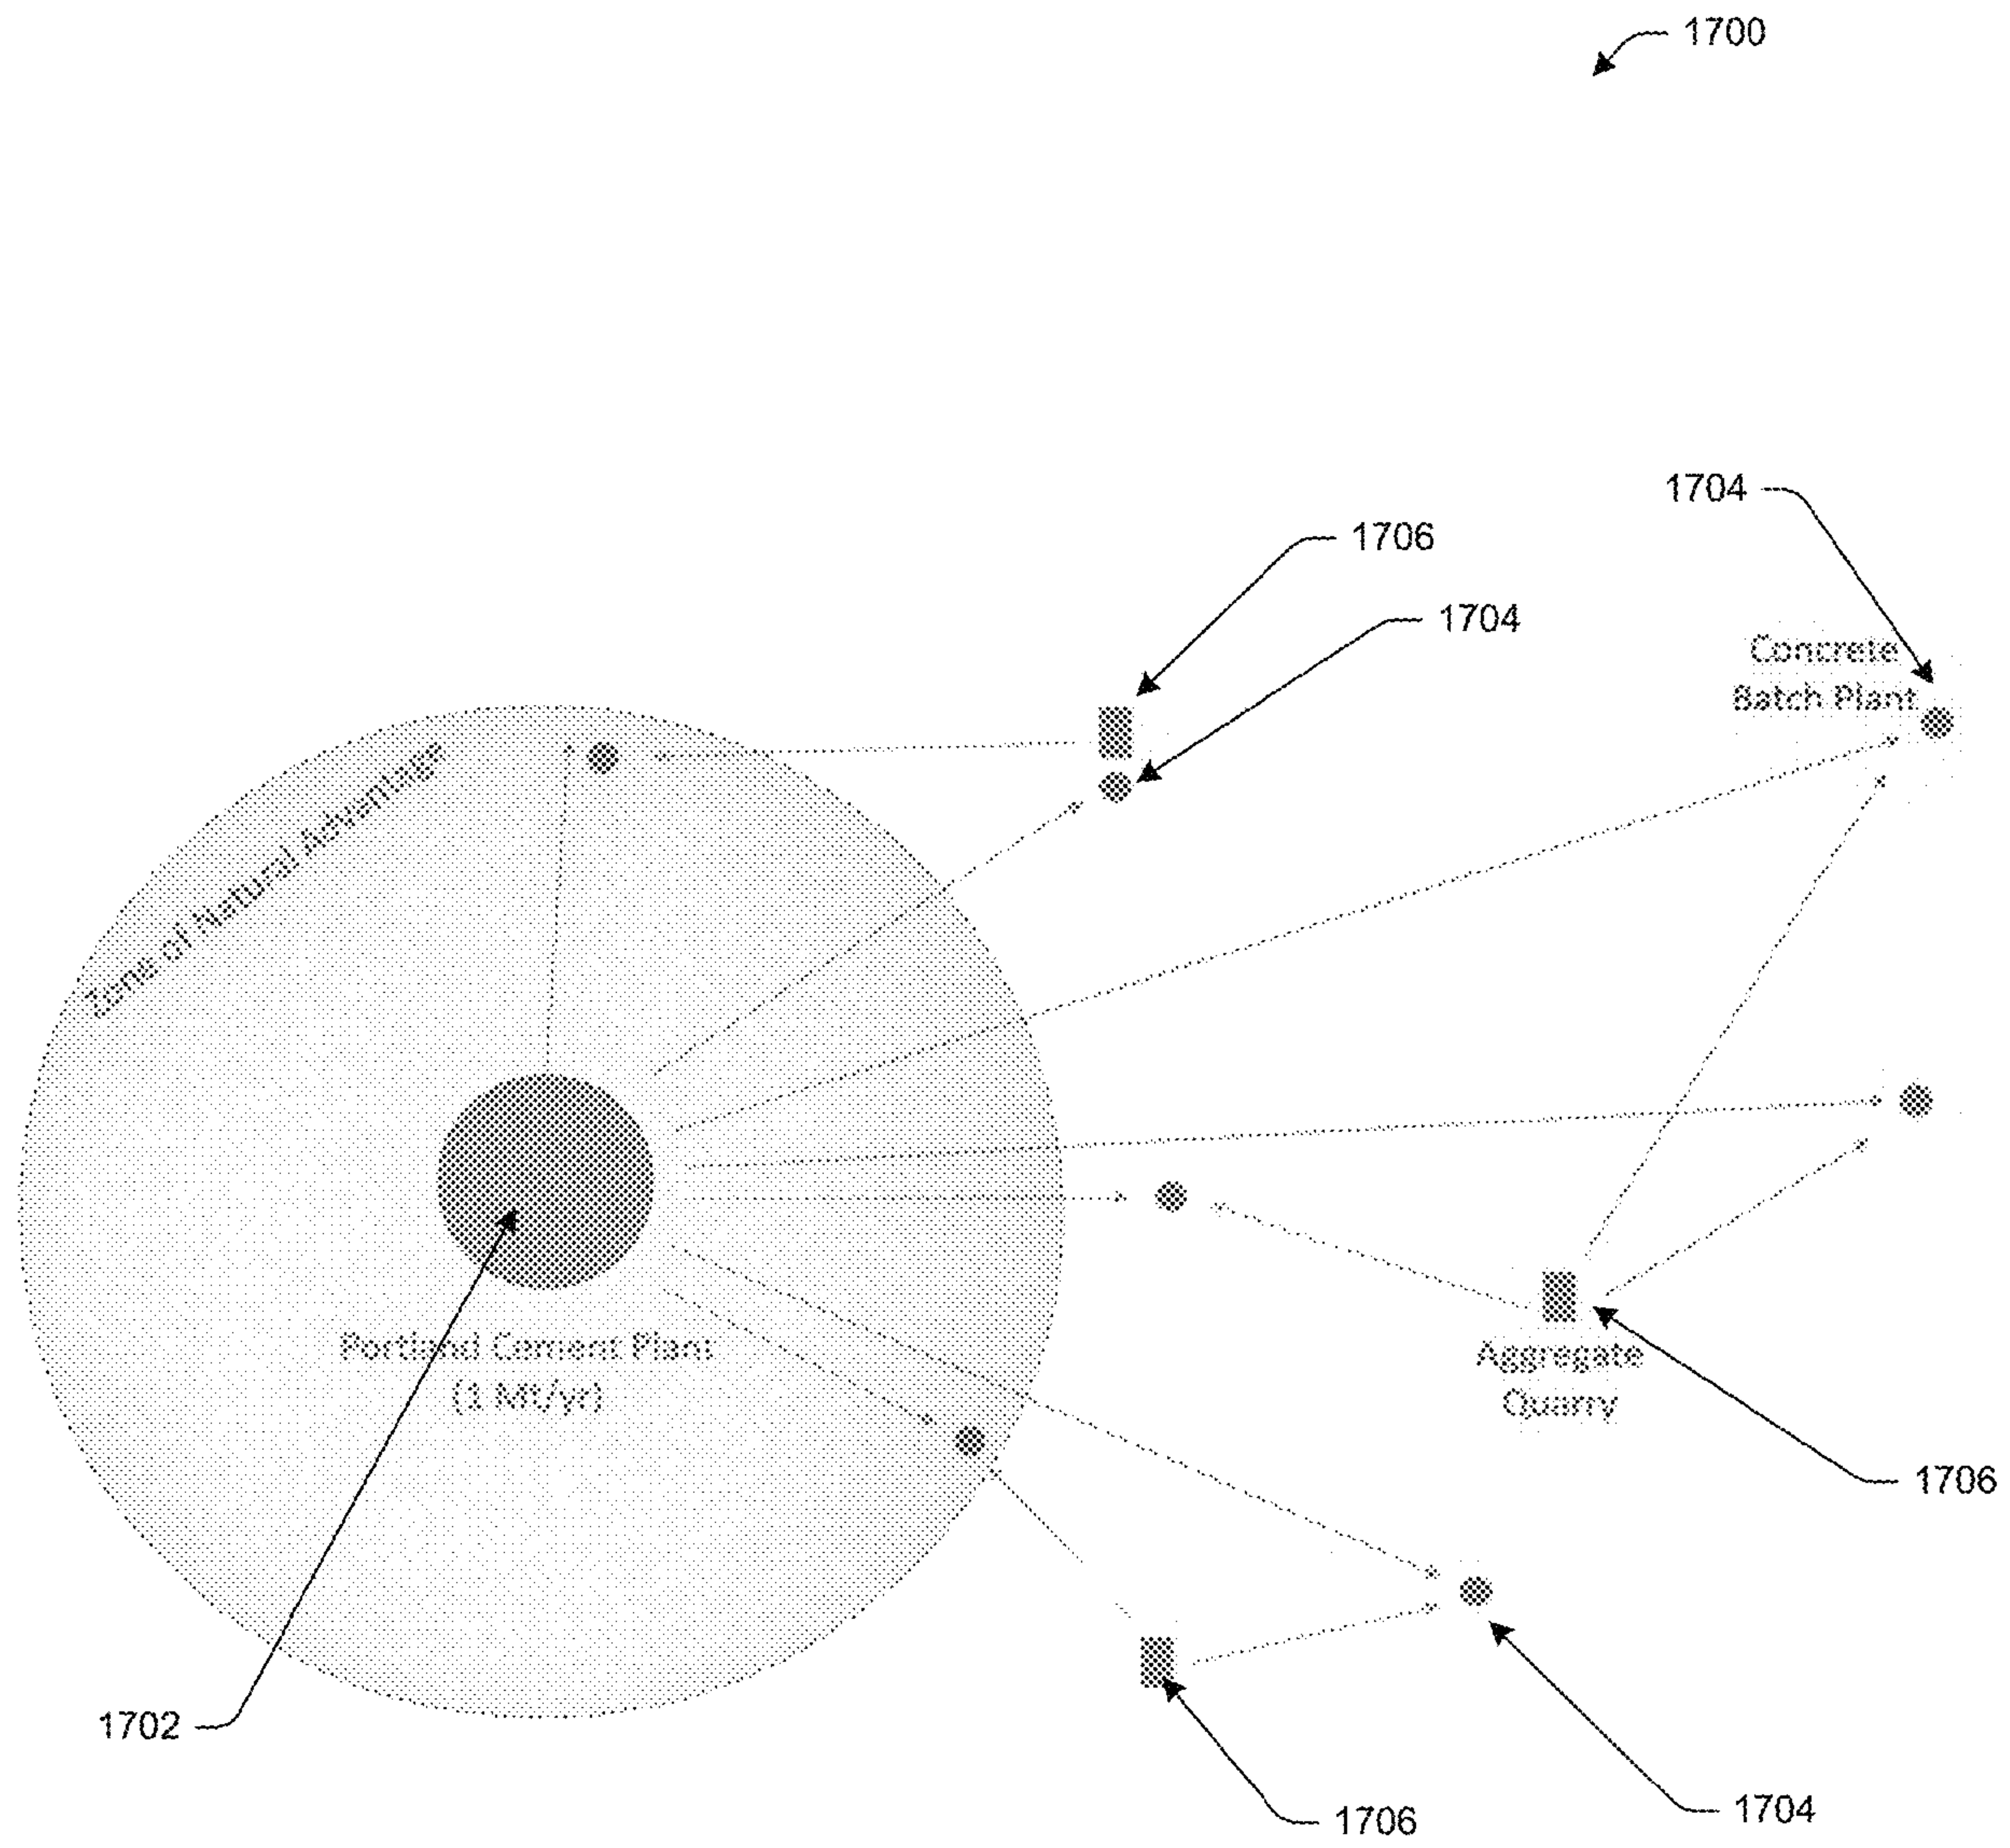 1700
1704
1706
1704
Concrete
Batch Plant
Zone of Natural Advantage
Portland Cement Plant
(1 Mt/yr)
Aggregate
Quarry
1706
1702
1704
1706